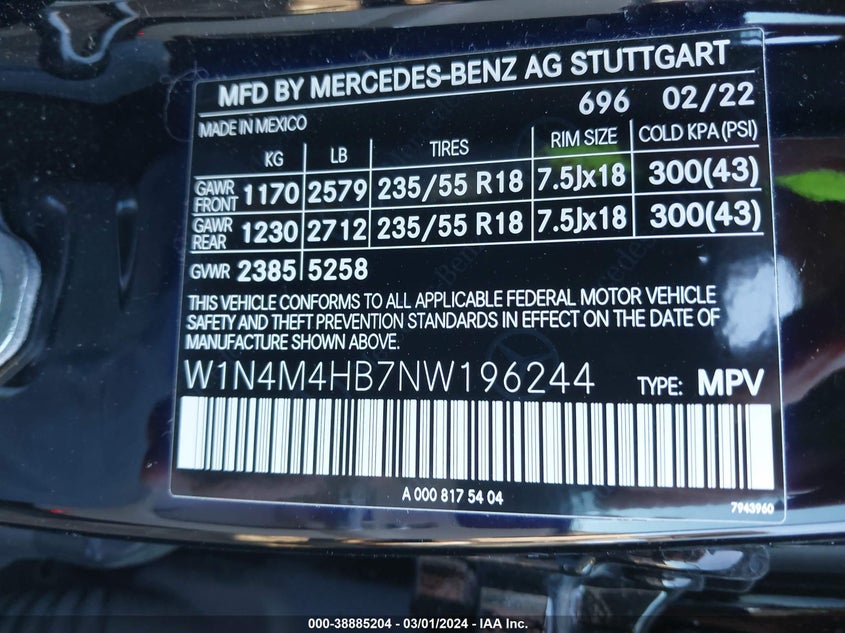 MFD BY MERCEDES-BENZ AG STUTTGART
696 02/22
MADE IN MEXICO
KG LB TIRES RIM SIZE COLD KPA (PSI)
GAWR FRONT 1170 2579 235/55 R18 7.5Jx18 300(43)
GAWR REAR 1230 2712 235/55 R18 7.5Jx18 300(43)
GVWR 2385 5258
THIS VEHICLE CONFORMS TO ALL APPLICABLE FEDERAL MOTOR VEHICLE
SAFETY AND THEFT PREVENTION STANDARDS IN EFFECT ON THE DATE OF
MANUFACTURE SHOWN ABOVE.
W1N4M4HB7NW196244 TYPE: MPV
A 000 817 54 04
7943960
000-38885204 - 03/01/2024 - IAA Inc.